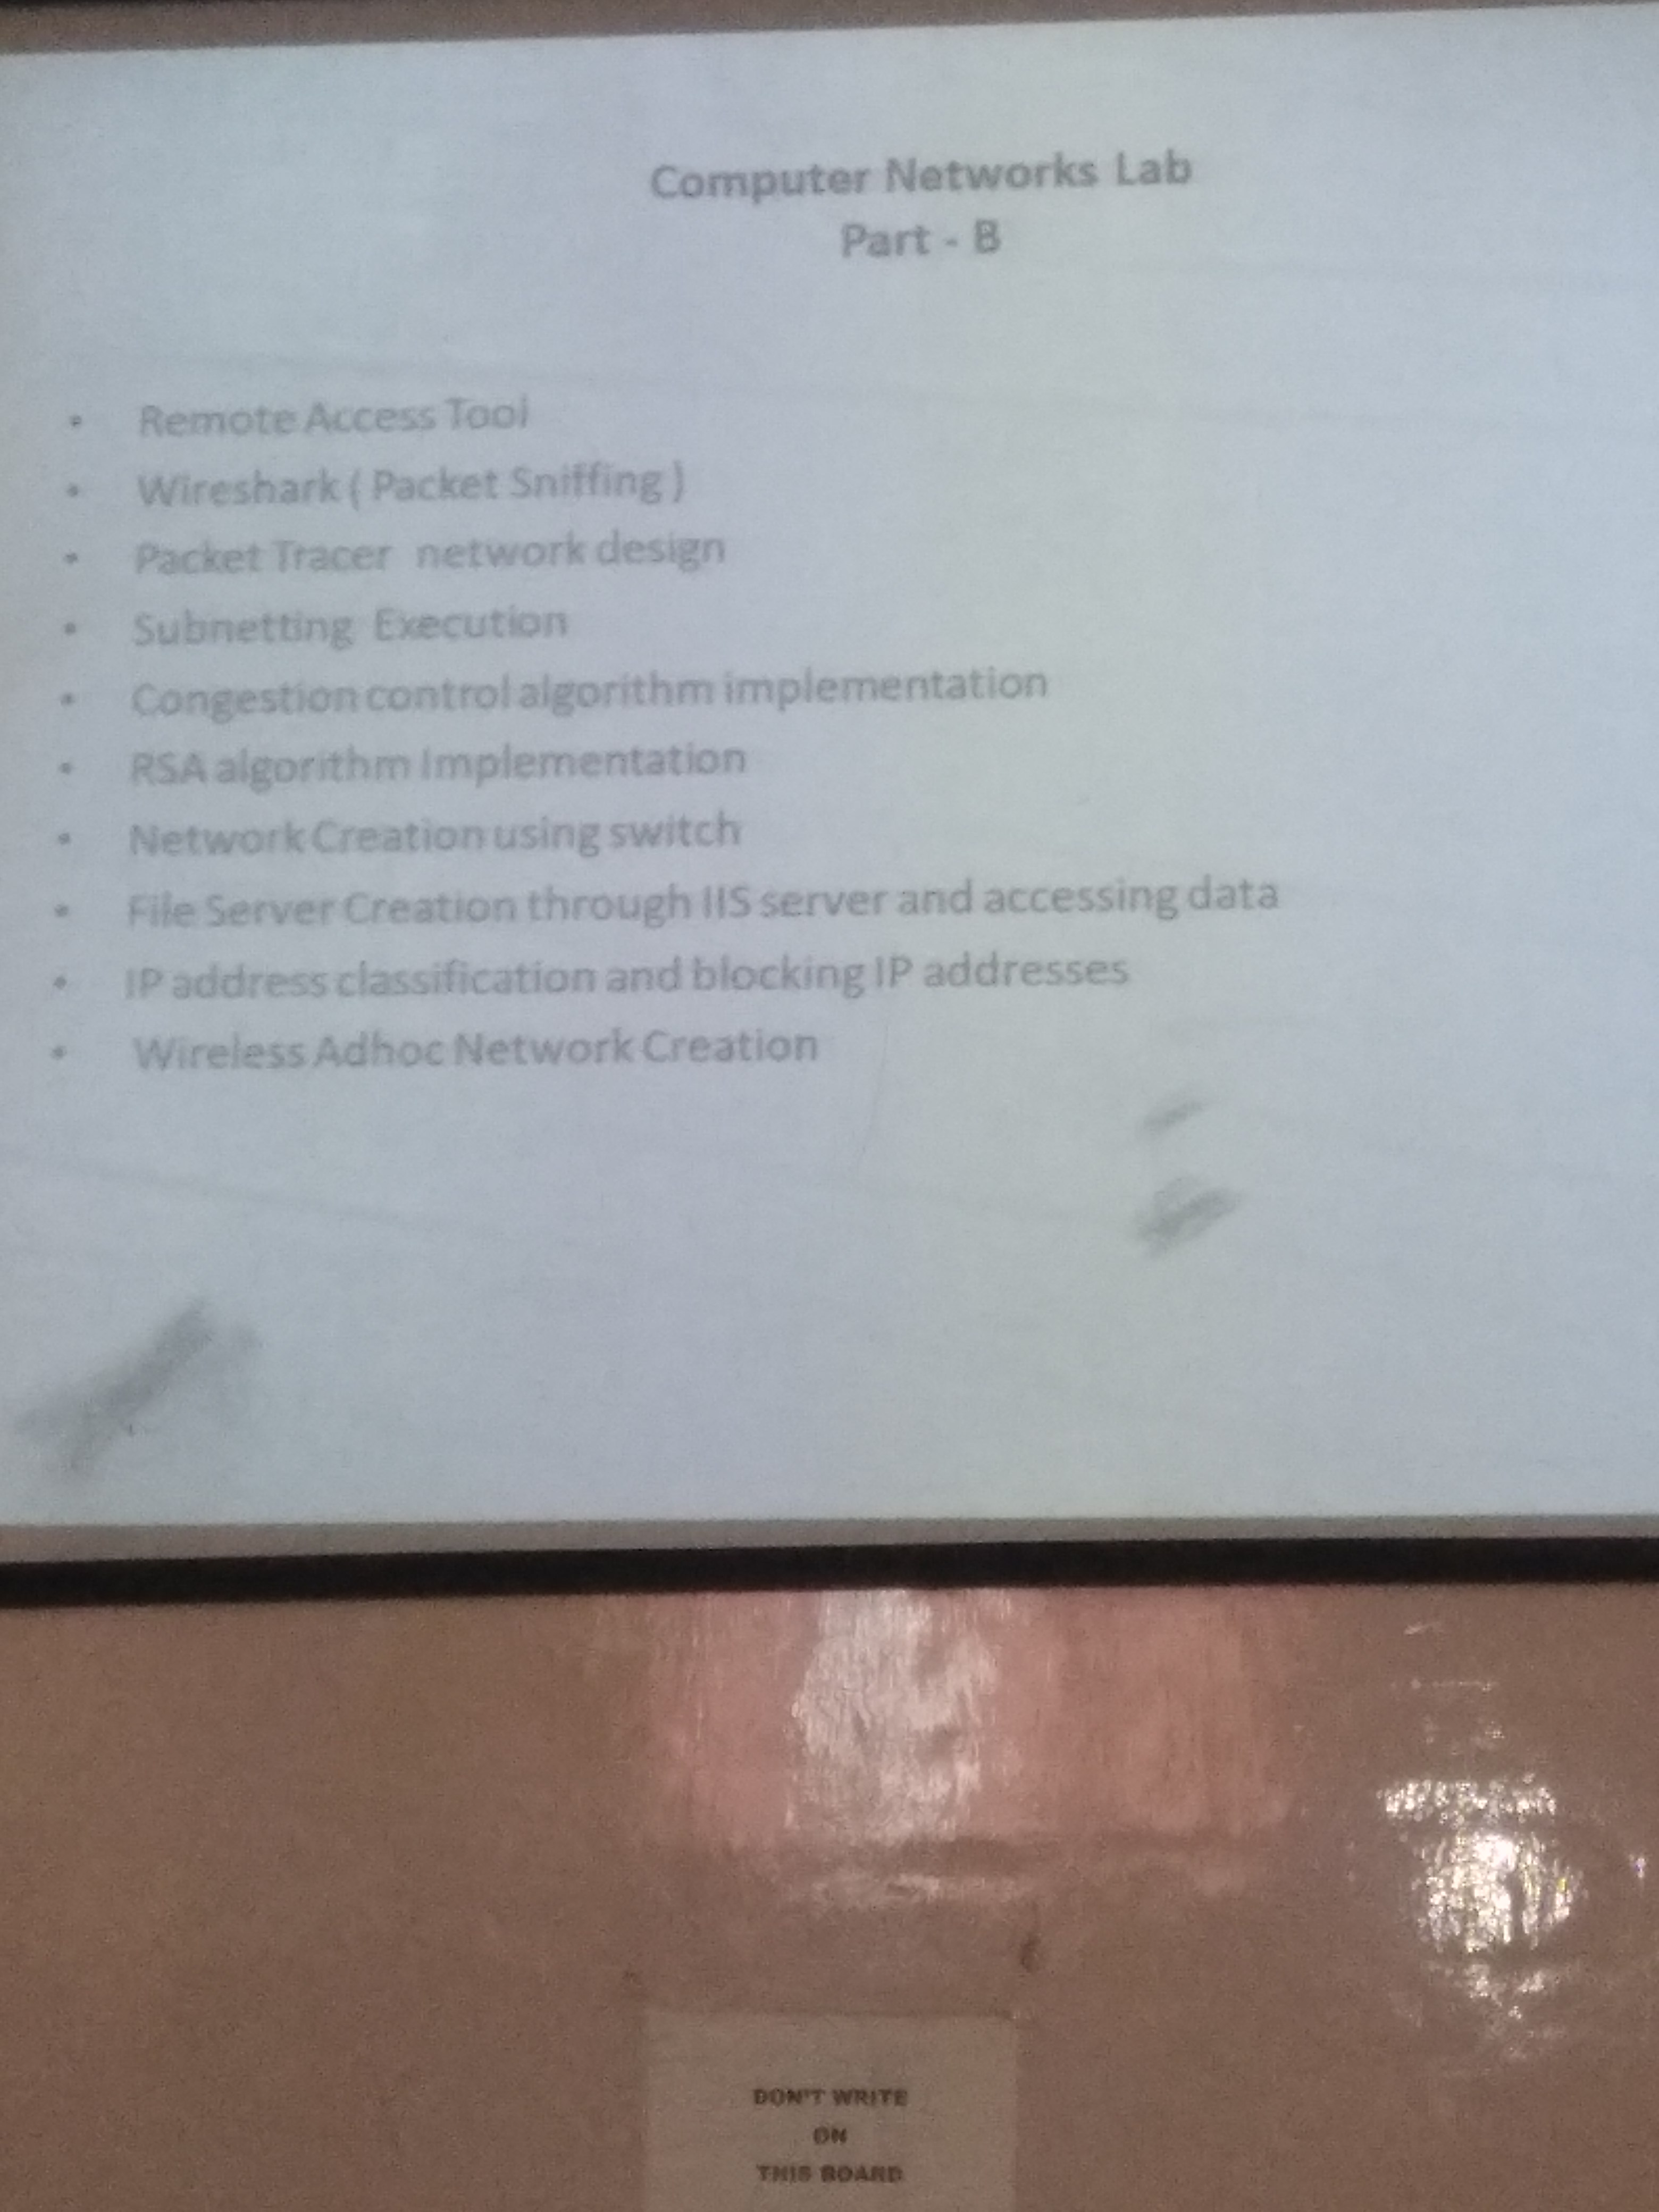 Computer Networks Lab
Part - B
• Remote Access Tool
• Wireshark ( Packet Sniffing )
• Packet Tracer network design
• Subnetting Execution
• Congestion control algorithm implementation
• RSA algorithm Implementation
• Network Creation using switch
• File Server Creation through IIS server and accessing data
• IP address classification and blocking IP addresses
• Wireless Adhoc Network Creation
DON'T WRITE
ON
THIS BOARD